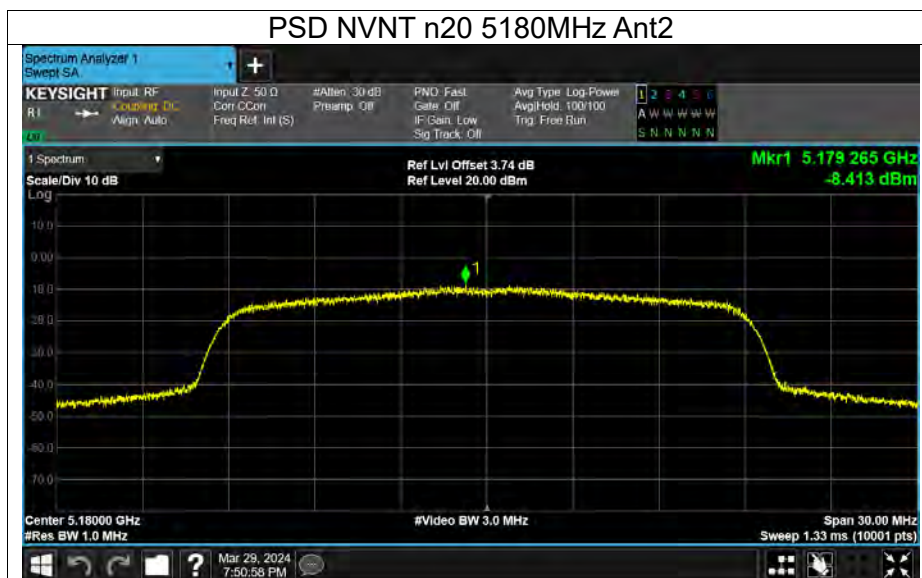 PSD NVNT n20 5180MHz Ant2
Spectrum Analyzer 1
Swept SA
+
KEYSIGHT Input: RF Input Z: 50 Ω #Atten: 30 dB PNO: Fast Avg Type: Log-Power 1 2 3 4 5 6
R L Coupling: DC Corr CCorr Preamp: Off Gate: Off Avg|Hold: 100/100 A W W W W W
Align: Auto Freq Ref: Int (S) IF Gain: Low Trig: Free Run S N N N N N
Sig Track: Off
1 Spectrum Ref Lvl Offset 3.74 dB Mkr1 5.179 265 GHz
Scale/Div 10 dB Ref Level 20.00 dBm -8.413 dBm
Log
10.0
0.00
-10.0
-20.0
-30.0
-40.0
-50.0
-60.0
-70.0
1
Center 5.18000 GHz #Video BW 3.0 MHz Span 30.00 MHz
#Res BW 1.0 MHz Sweep 1.33 ms (10001 pts)
? Mar 29, 2024
7:50:58 PM